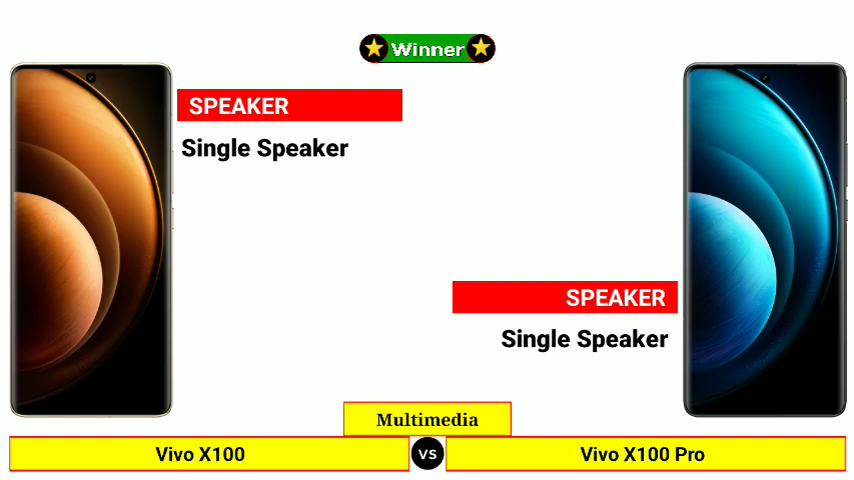 Winner
SPEAKER
Single Speaker
SPEAKER
Single Speaker
Multimedia
Vivo X100
VS
Vivo X100 Pro